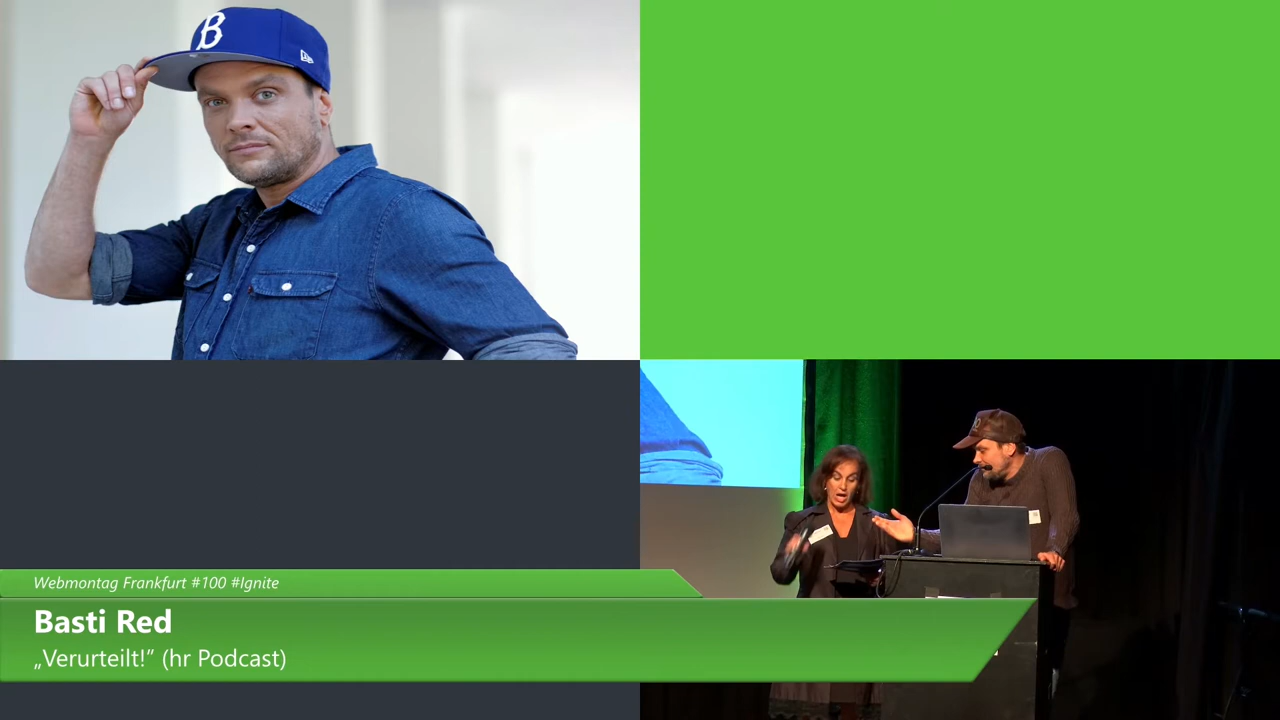 B
Webmontag Frankfurt #100 #Ignite
Basti Red
„Verurteilt!” (hr Podcast)